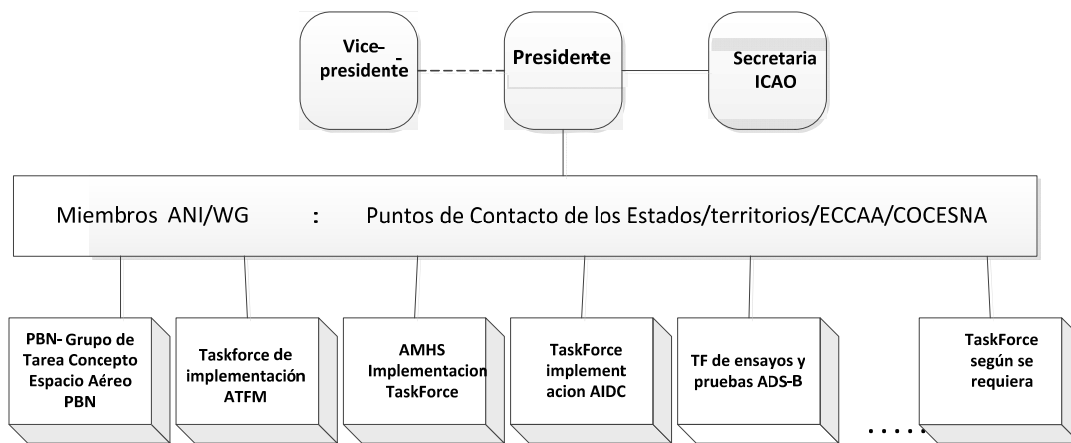 Vice-
presidente
Presidente
Secretaria
ICAO
Miembros ANI/WG : Puntos de Contacto de los Estados/territorios/ECCAA/COCESNA
PBN- Grupo de
Tarea Concepto
Espacio Aéreo
PBN
Taskforce de
implementación
ATFM
AMHS
Implementacion
TaskForce
TaskForce
implement
acion AIDC
TF de ensayos y
pruebas ADS-B
.....
TaskForce
según se
requiera